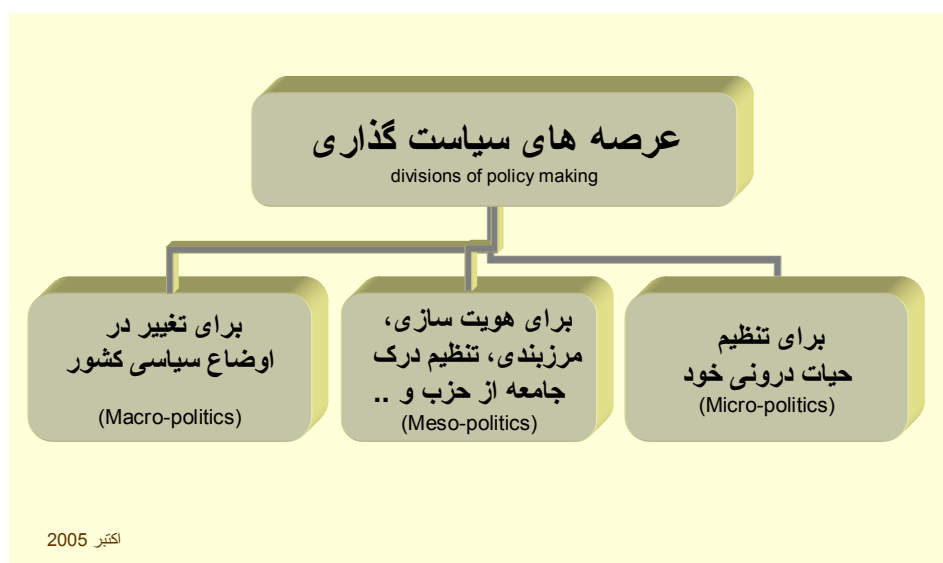 عرصه های سیاست گذاری
divisions of policy making
برای تنظیم
حیات درونی خود
(Micro-politics)
برای هویت سازی،
مرزبندی، تنظیم درک
جامعه از حزب و ..
(Meso-politics)
برای تغییر در
اوضاع سیاسی کشور
(Macro-politics)
اکتبر 2005